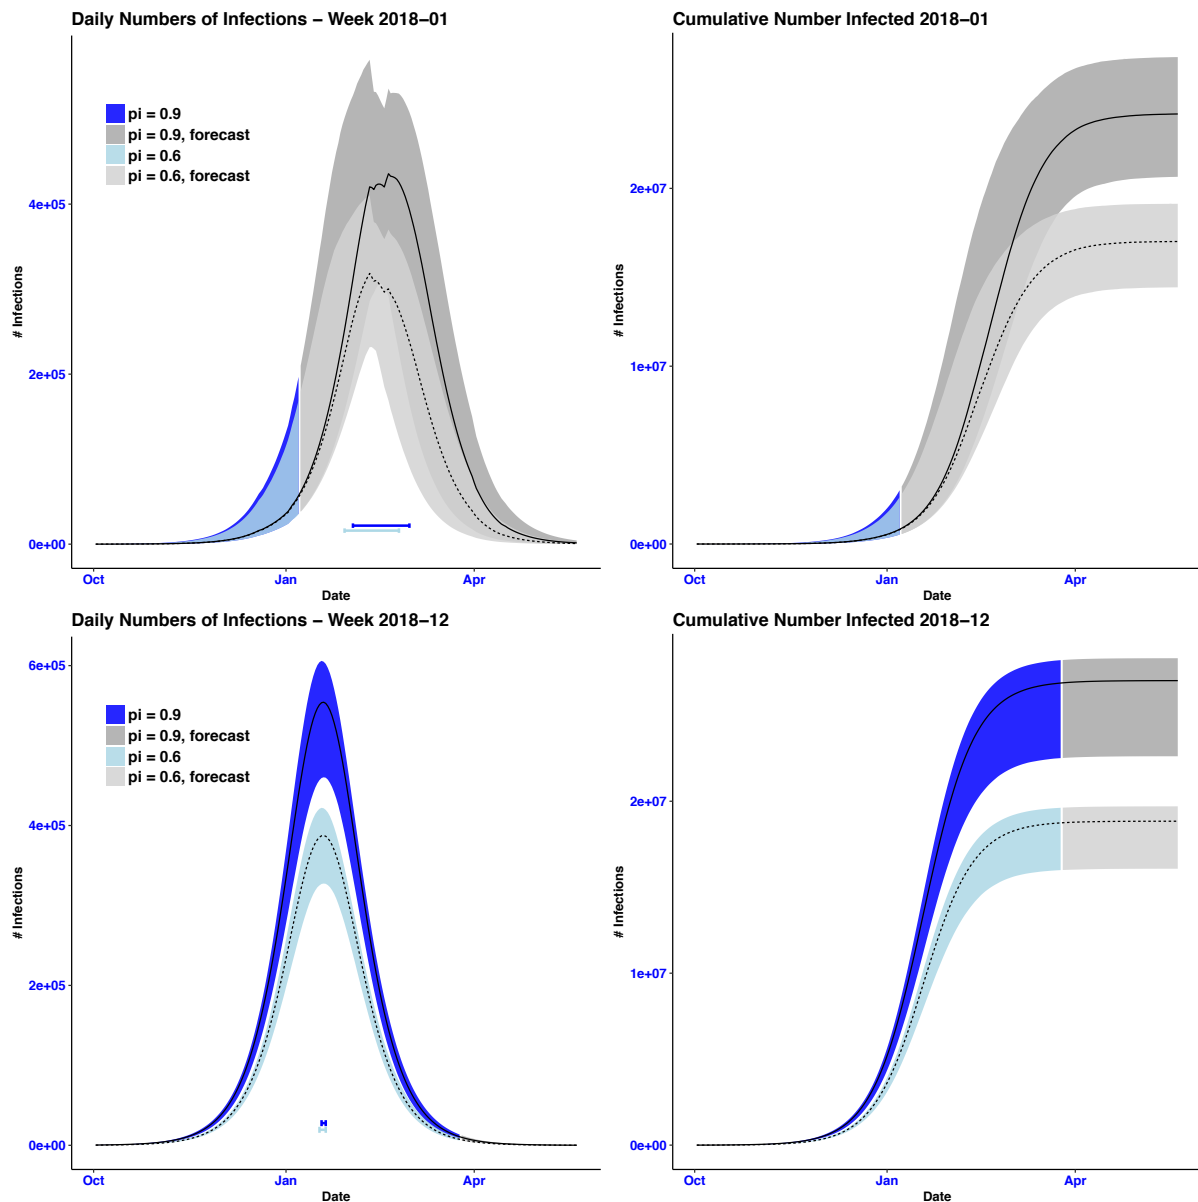 Daily Numbers of Infections – Week 2018–01
# Infections
4e+05
2e+05
0e+00
pi = 0.9
pi = 0.9, forecast
pi = 0.6
pi = 0.6, forecast
Oct
Jan
Apr
Date
Cumulative Number Infected 2018–01
# Infections
2e+07
1e+07
0e+00
Oct
Jan
Apr
Date
Daily Numbers of Infections – Week 2018–12
# Infections
6e+05
4e+05
2e+05
0e+00
pi = 0.9
pi = 0.9, forecast
pi = 0.6
pi = 0.6, forecast
Oct
Jan
Apr
Date
Cumulative Number Infected 2018–12
# Infections
2e+07
1e+07
0e+00
Oct
Jan
Apr
Date